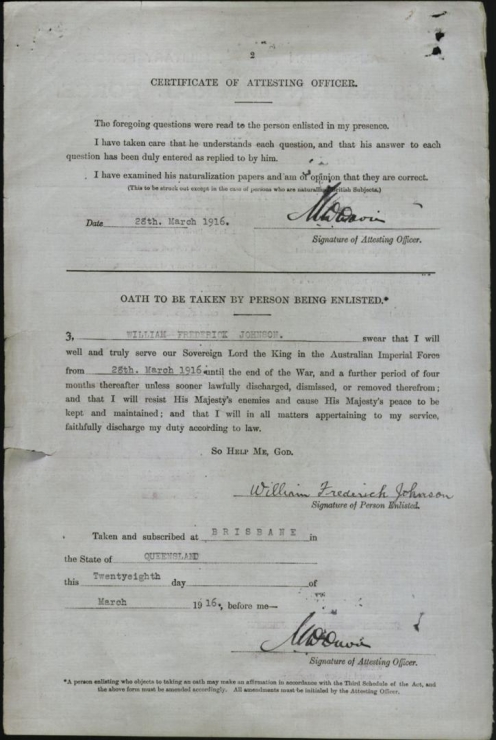 2
CERTIFICATE OF ATTESTING OFFICER.
The foregoing questions were read to the person enlisted in my presence.
I have taken care that he understands each question, and that his answer to each
question has been duly entered as replied to by him.
I have examined his naturalization papers and am of opinion that they are correct.
(This to be struck out except in the case of persons who are naturalized British Subjects.)
Date 28th. March 1916.
Signature of Attesting Officer.
OATH TO BE TAKEN BY PERSON BEING ENLISTED.*
I, WILLIAM FREDERICK JOHNSON. swear that I will
well and truly serve our Sovereign Lord the King in the Australian Imperial Force
from 28th. March 1916. until the end of the War, and a further period of four
months thereafter unless sooner lawfully discharged, dismissed, or removed therefrom;
and that I will resist His Majesty's enemies and cause His Majesty's peace to be
kept and maintained; and that I will in all matters appertaining to my service,
faithfully discharge my duty according to law.
SO HELP ME, GOD.
William Frederick Johnson
Signature of Person Enlisted.
Taken and subscribed at BRISBANE in
the State of QUEENSLAND
this Twentyeighth day of
March 1916., before me—
Signature of Attesting Officer.
*A person enlisting who objects to taking an oath may make an affirmation in accordance with the Third Schedule of the Act, and
the above form must be amended accordingly. All amendments must be initialed by the Attesting Officer.